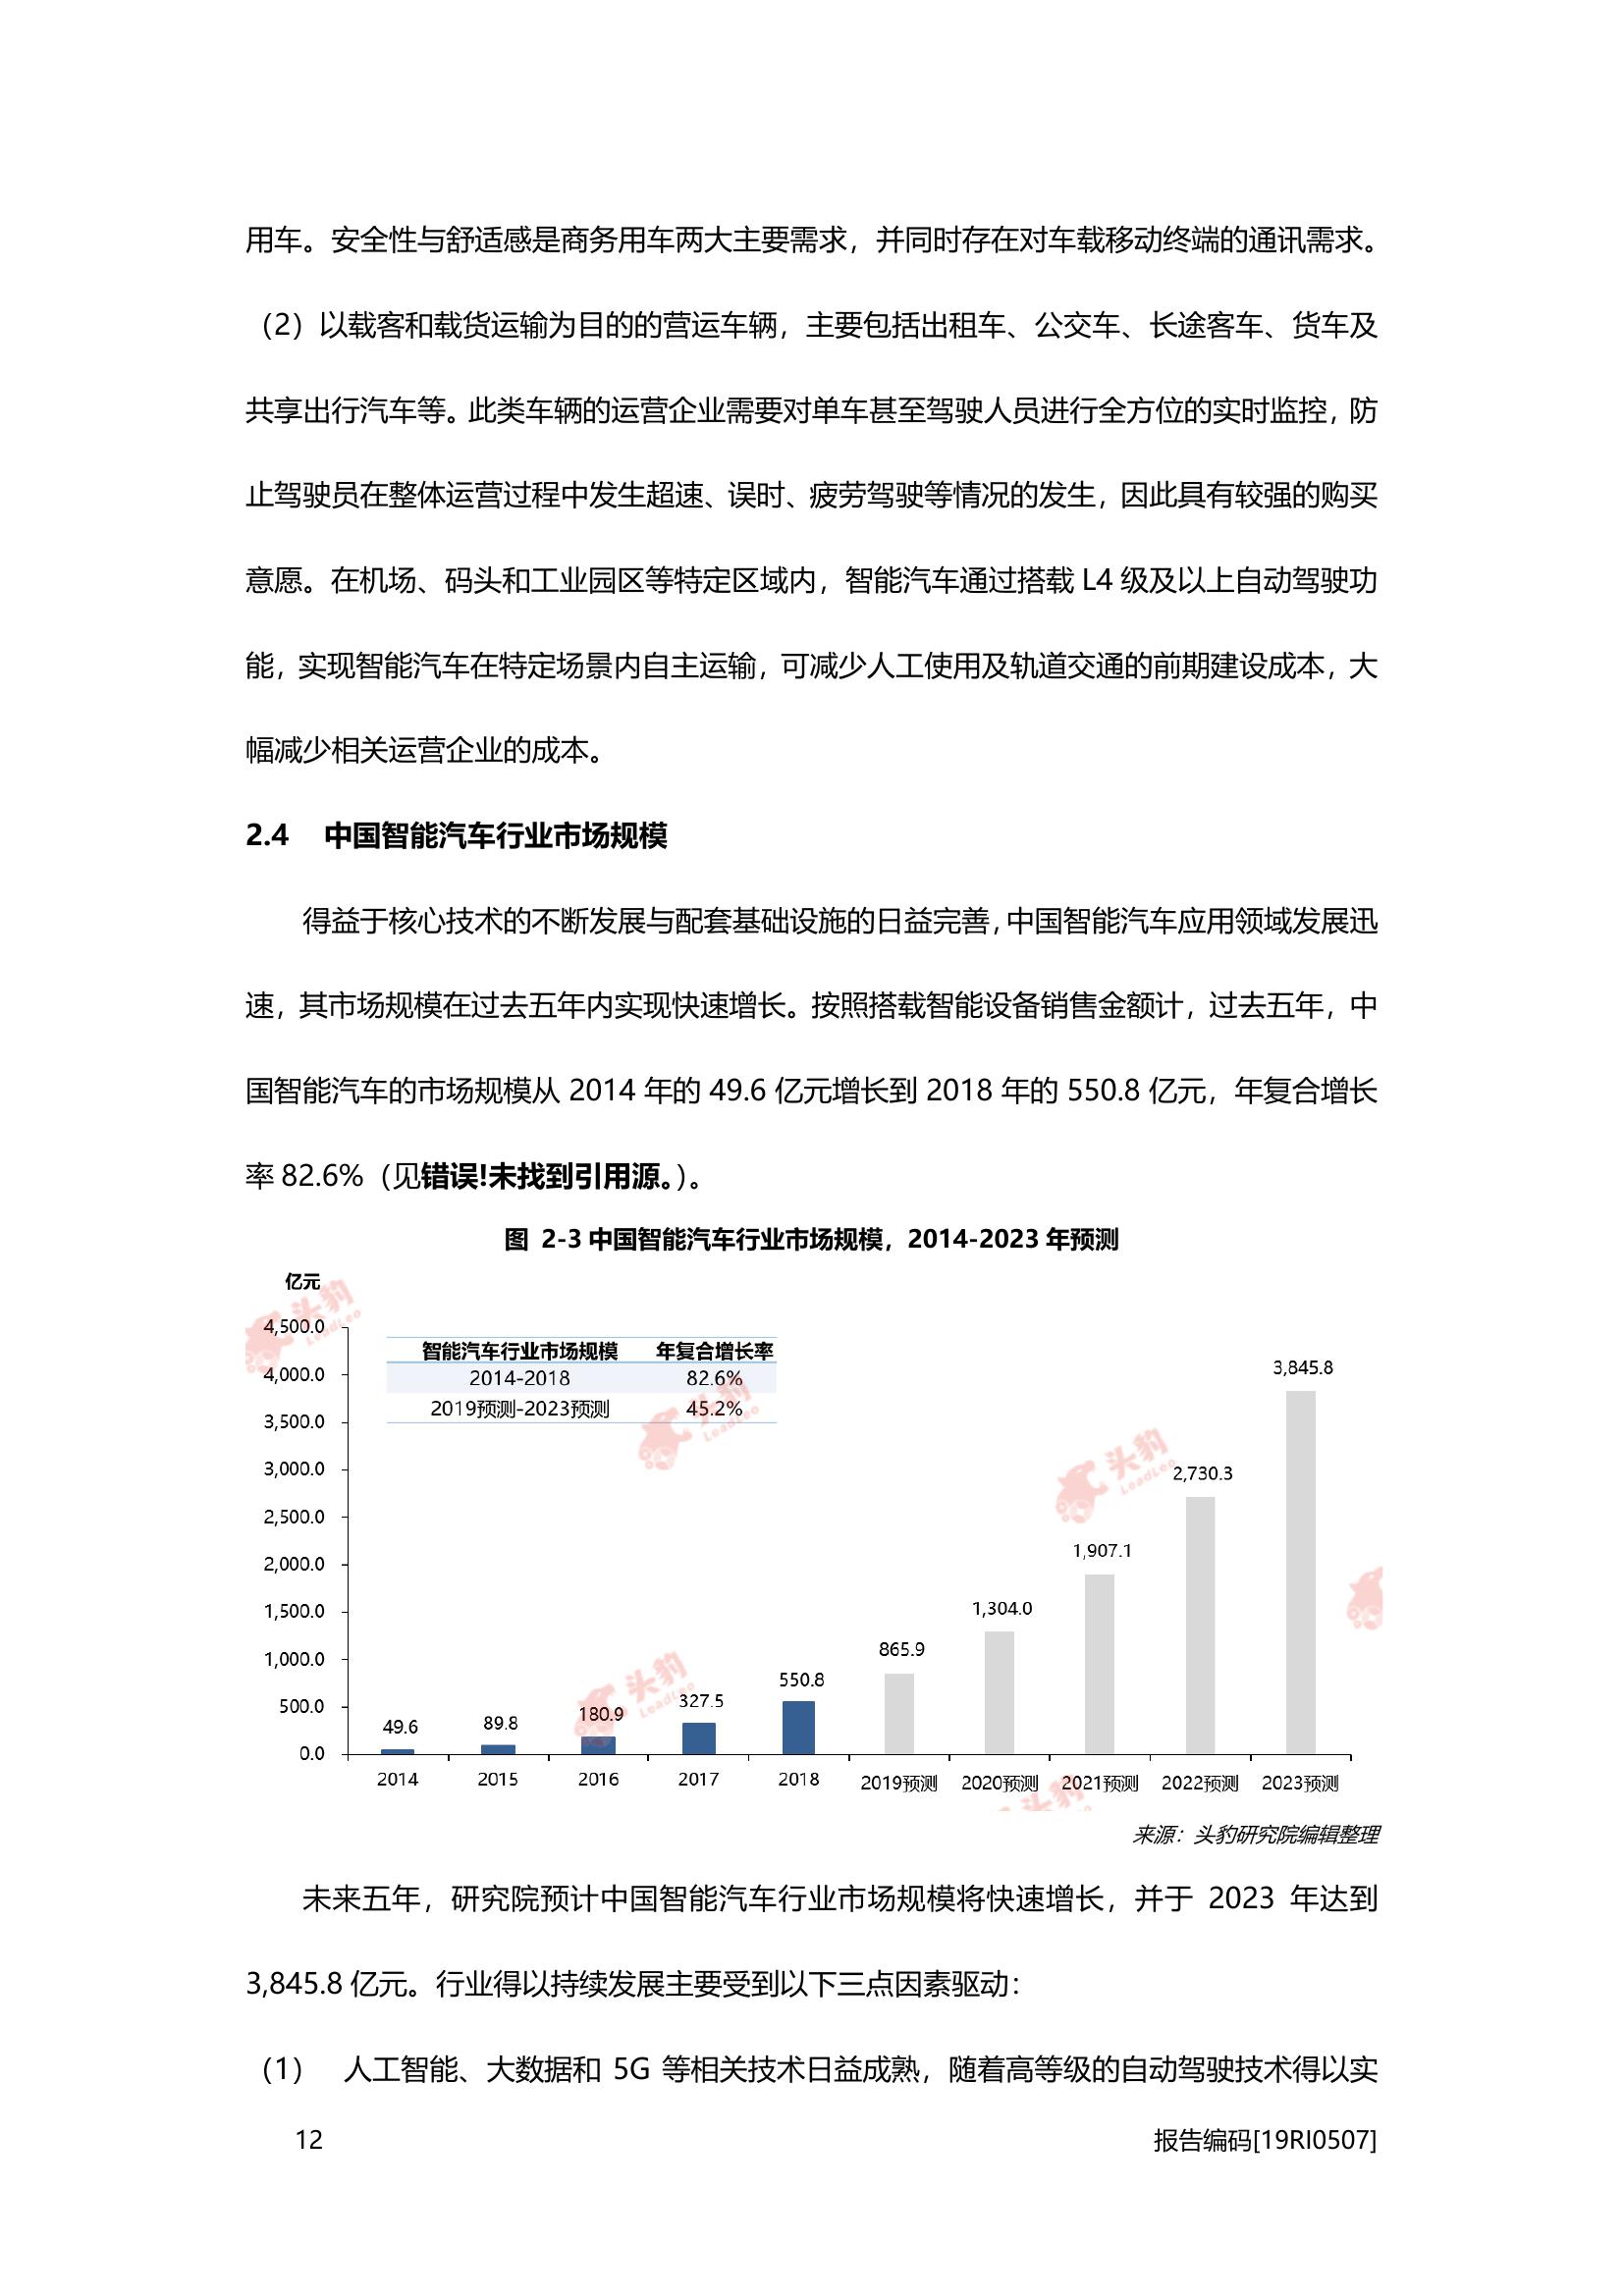 用车。安全性与舒适感是商务用车两大主要需求，并同时存在对车载移动终端的通讯需求。
（2）以载客和载货运输为目的的营运车辆，主要包括出租车、公交车、长途客车、货车及
共享出行汽车等。此类车辆的运营企业需要对单车甚至驾驶人员进行全方位的实时监控，防
止驾驶员在整体运营过程中发生超速、误时、疲劳驾驶等情况的发生，因此具有较强的购买
意愿。在机场、码头和工业园区等特定区域内，智能汽车通过搭载 L4 级及以上自动驾驶功
能，实现智能汽车在特定场景内自主运输，可减少人工使用及轨道交通的前期建设成本，大
幅减少相关运营企业的成本。
2.4 中国智能汽车行业市场规模
得益于核心技术的不断发展与配套基础设施的日益完善，中国智能汽车应用领域发展迅
速，其市场规模在过去五年内实现快速增长。按照搭载智能设备销售金额计，过去五年，中
国智能汽车的市场规模从 2014 年的 49.6 亿元增长到 2018 年的 550.8 亿元，年复合增长
率 82.6%（见错误!未找到引用源。）。
图 2-3 中国智能汽车行业市场规模，2014-2023 年预测
亿元
4,500.0
4,000.0
3,500.0
3,000.0
2,500.0
2,000.0
1,500.0
1,000.0
500.0
0.0
智能汽车行业市场规模 年复合增长率
2014-2018 82.6%
2019预测-2023预测 45.2%
49.6
89.8
180.9
327.5
550.8
865.9
1,304.0
1,907.1
2,730.3
3,845.8
2014 2015 2016 2017 2018 2019预测 2020预测 2021预测 2022预测 2023预测
头豹
LeadLeo
头豹
LeadLeo
头豹
LeadLeo
头豹
LeadLeo
头豹
来源：头豹研究院编辑整理
未来五年，研究院预计中国智能汽车行业市场规模将快速增长，并于 2023 年达到
3,845.8 亿元。行业得以持续发展主要受到以下三点因素驱动：
（1） 人工智能、大数据和 5G 等相关技术日益成熟，随着高等级的自动驾驶技术得以实
12 报告编码[19RI0507]